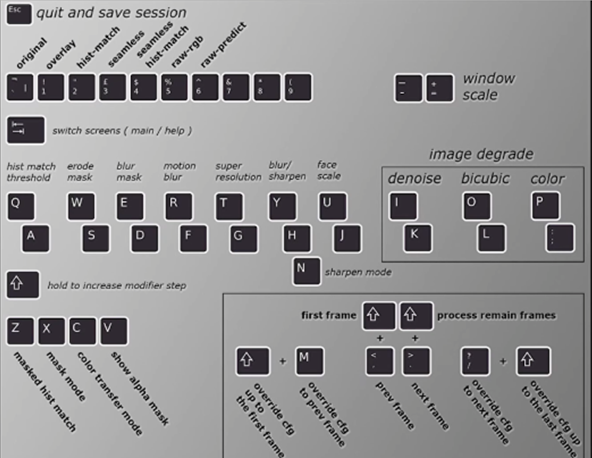 Esc quit and save session
original overlay hist-match seamless seamless hist-match raw-rgb raw-predict
! 1 " 2 £ 3 $ 4 % 5 ^ 6 & 7 * 8 ( 9 - + = window
scale
switch screens ( main / help )
image degrade
hist match
threshold
erode
mask
blur
mask
motion
blur
super
resolution
blur/
sharpen
face
scale
denoise bicubic color
Q W E R T Y U I O P
A S D F G H J K L : ;
N sharpen mode
hold to increase modifier step
first frame process remain frames
+ +
Z X C V
+ M < , > . ? / +
masked hist match
mask mode
color transfer mode
show alpha mask
override cfg
up to
the first frame
override cfg
to prev frame
prev frame
next frame
override cfg
to next frame
override cfg up
to the last frame